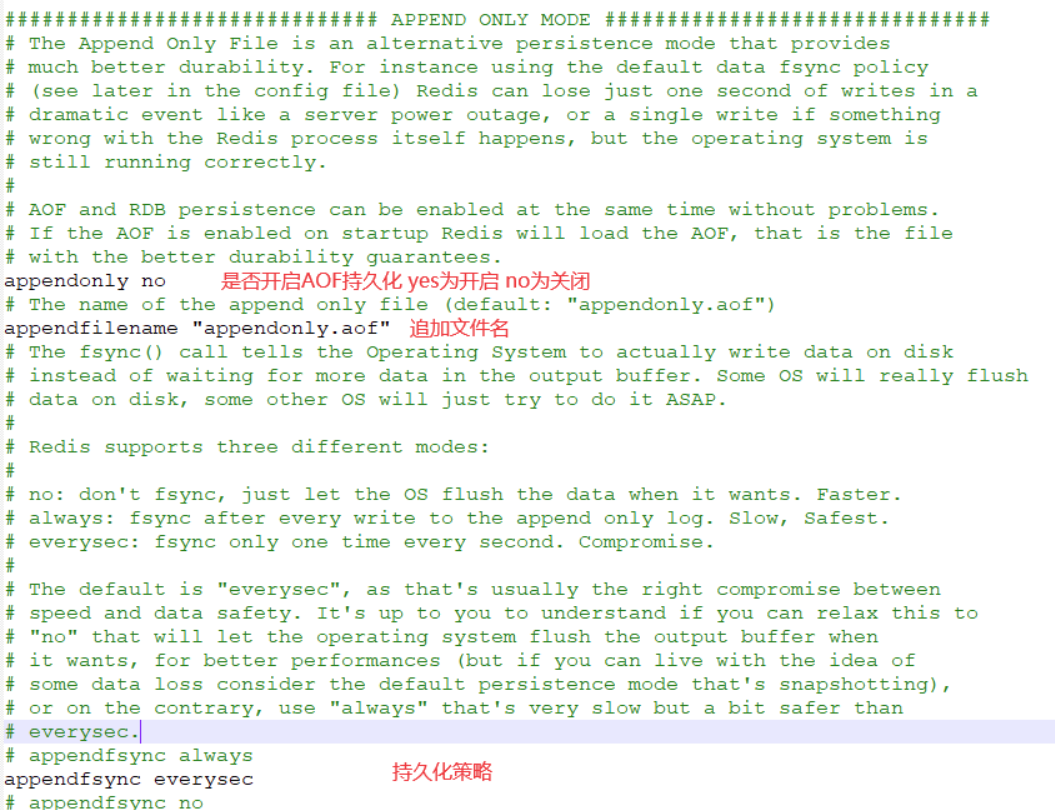 ############################## APPEND ONLY MODE ###############################
# The Append Only File is an alternative persistence mode that provides
# much better durability. For instance using the default data fsync policy
# (see later in the config file) Redis can lose just one second of writes in a
# dramatic event like a server power outage, or a single write if something
# wrong with the Redis process itself happens, but the operating system is
# still running correctly.
#
# AOF and RDB persistence can be enabled at the same time without problems.
# If the AOF is enabled on startup Redis will load the AOF, that is the file
# with the better durability guarantees.
appendonly no 是否开启AOF持久化 yes为开启 no为关闭
# The name of the append only file (default: "appendonly.aof")
appendfilename "appendonly.aof" 追加文件名
# The fsync() call tells the Operating System to actually write data on disk
# instead of waiting for more data in the output buffer. Some OS will really flush
# data on disk, some other OS will just try to do it ASAP.
#
# Redis supports three different modes:
#
# no: don't fsync, just let the OS flush the data when it wants. Faster.
# always: fsync after every write to the append only log. Slow, Safest.
# everysec: fsync only one time every second. Compromise.
#
# The default is "everysec", as that's usually the right compromise between
# speed and data safety. It's up to you to understand if you can relax this to
# "no" that will let the operating system flush the output buffer when
# it wants, for better performances (but if you can live with the idea of
# some data loss consider the default persistence mode that's snapshotting),
# or on the contrary, use "always" that's very slow but a bit safer than
# everysec.
# appendfsync always
appendfsync everysec 持久化策略
# appendfsync no